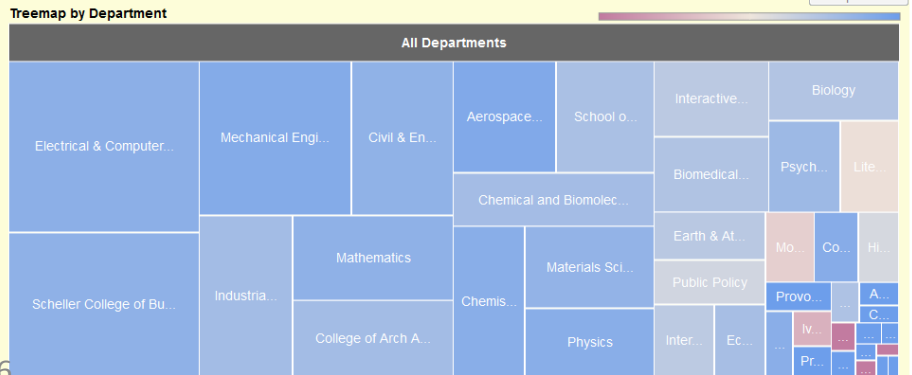 Treemap by Department
All Departments
Electrical & Computer...
Mechanical Engi...
Civil & En...
Aerospace...
School o...
Interactive...
Biology
Biomedical...
Psych...
Lite...
Chemical and Biomolec...
Scheller College of Bu...
Industria...
Mathematics
College of Arch A...
Chemis...
Materials Sci...
Physics
Earth & At...
Public Policy
Inter...
Ec...
Mo...
Co...
Hi...
Provo...
...
A...
C...
...
Iv...
Pr...
...
...
...
...
...
...
6